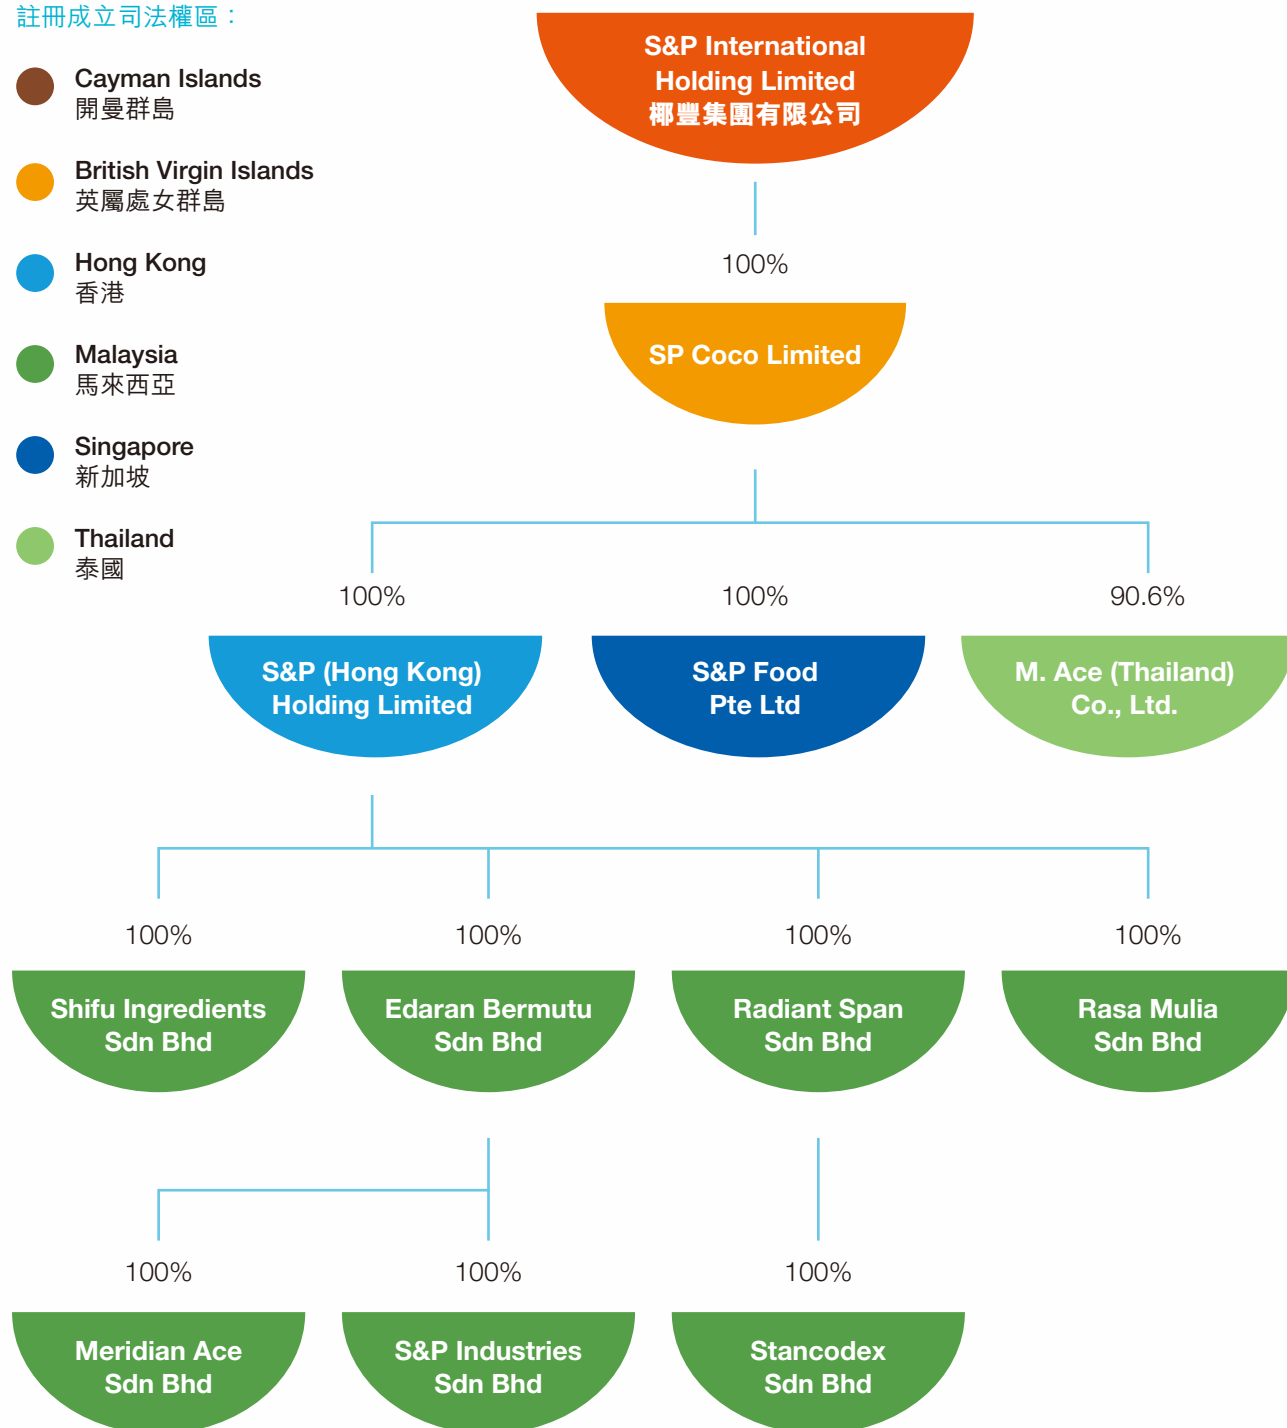 註冊成立司法權區：
Cayman Islands
開曼群島
British Virgin Islands
英屬處女群島
Hong Kong
香港
Malaysia
馬來西亞
Singapore
新加坡
Thailand
泰國
S&P International
Holding Limited
椰豐集團有限公司
100%
SP Coco Limited
100%
100%
90.6%
S&P (Hong Kong)
Holding Limited
S&P Food
Pte Ltd
M. Ace (Thailand)
Co., Ltd.
100%
100%
100%
100%
Shifu Ingredients
Sdn Bhd
Edaran Bermutu
Sdn Bhd
Radiant Span
Sdn Bhd
Rasa Mulia
Sdn Bhd
100%
100%
100%
Meridian Ace
Sdn Bhd
S&P Industries
Sdn Bhd
Stancodex
Sdn Bhd